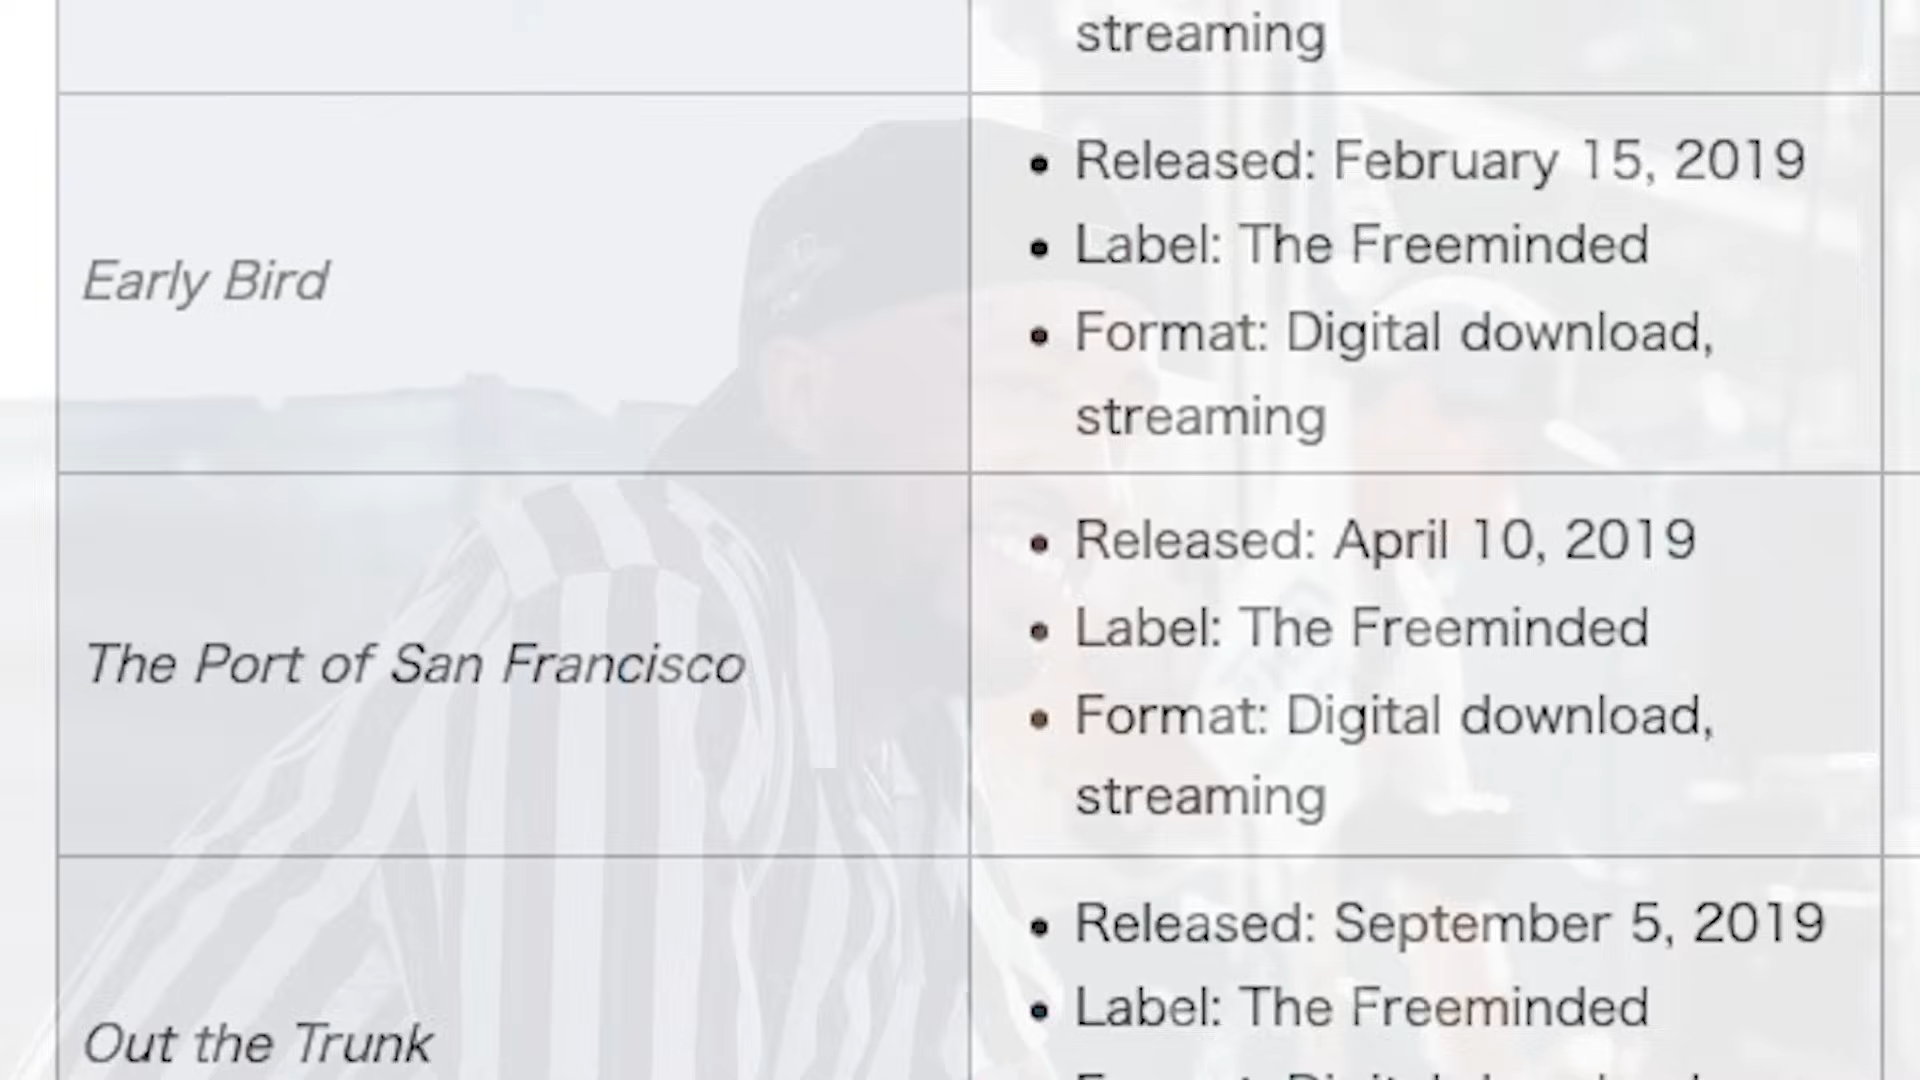 streaming
Early Bird
• Released: February 15, 2019
• Label: The Freeminded
• Format: Digital download,
streaming
The Port of San Francisco
• Released: April 10, 2019
• Label: The Freeminded
• Format: Digital download,
streaming
Out the Trunk
• Released: September 5, 2019
• Label: The Freeminded